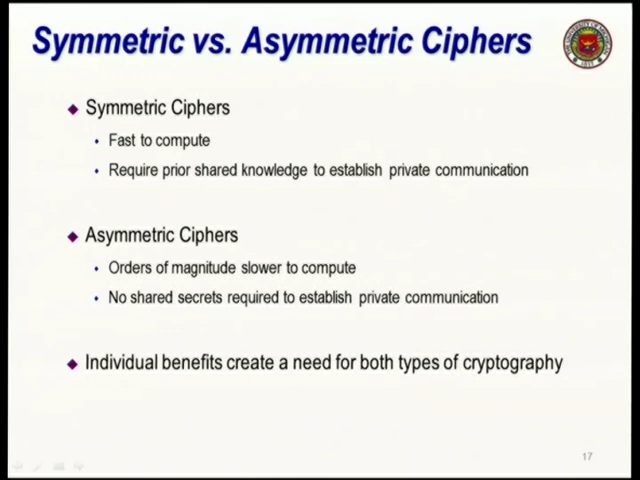 Symmetric vs. Asymmetric Ciphers
Symmetric Ciphers
Fast to compute
Require prior shared knowledge to establish private communication
Asymmetric Ciphers
Orders of magnitude slower to compute
No shared secrets required to establish private communication
Individual benefits create a need for both types of cryptography
17